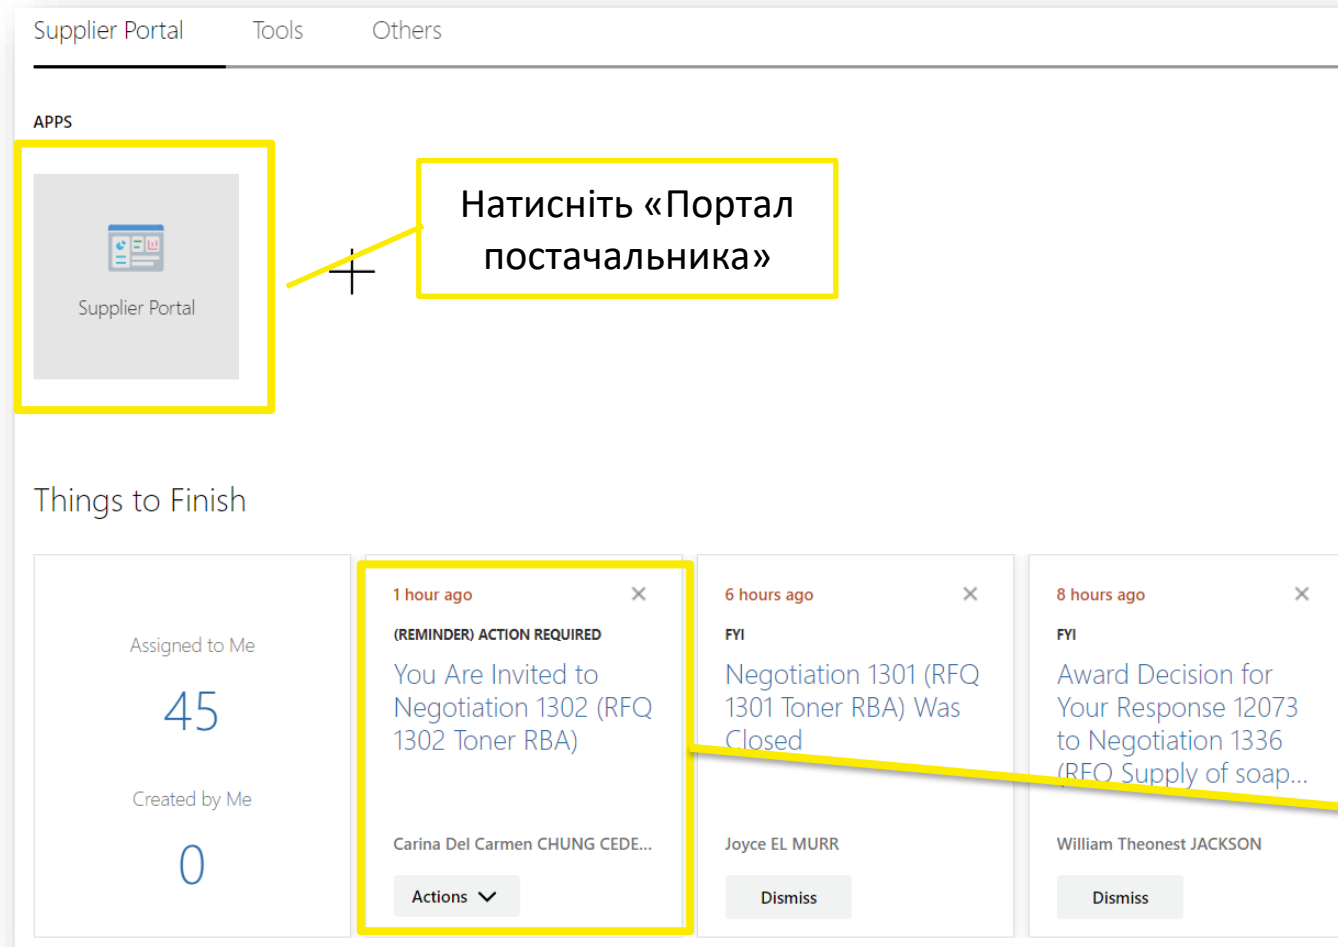 Supplier Portal Tools Others
APPS
Натисніть «Портал
постачальника»
Supplier Portal
Things to Finish
Assigned to Me
45
Created by Me
0
1 hour ago
(REMINDER) ACTION REQUIRED
You Are Invited to
Negotiation 1302 (RFQ
1302 Toner RBA)
Carina Del Carmen CHUNG CEDE...
Actions
6 hours ago
FYI
Negotiation 1301 (RFQ
1301 Toner RBA) Was
Closed
Joyce EL MURR
Dismiss
8 hours ago
FYI
Award Decision for
Your Response 12073
to Negotiation 1336
(RFQ Supply of soap...
William Theonest JACKSON
Dismiss